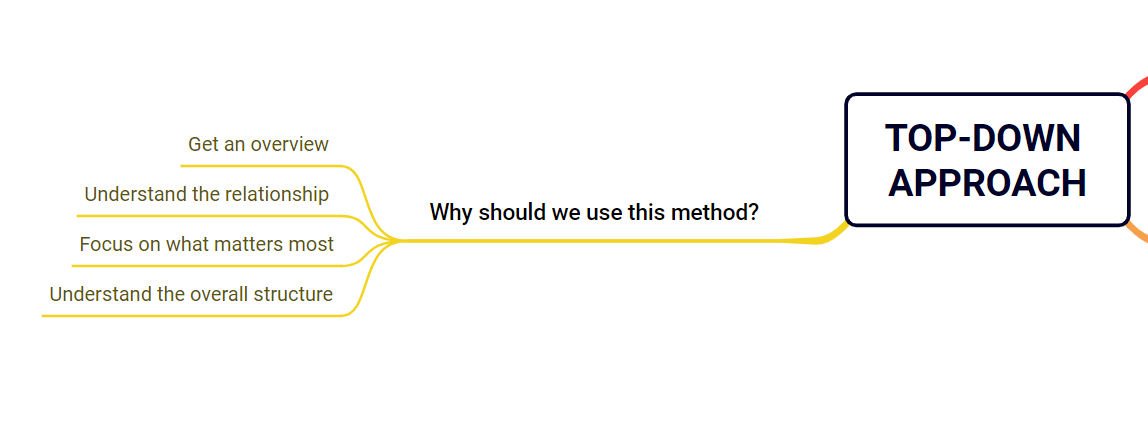 TOP-DOWN
APPROACH
Why should we use this method?
Get an overview
Understand the relationship
Focus on what matters most
Understand the overall structure